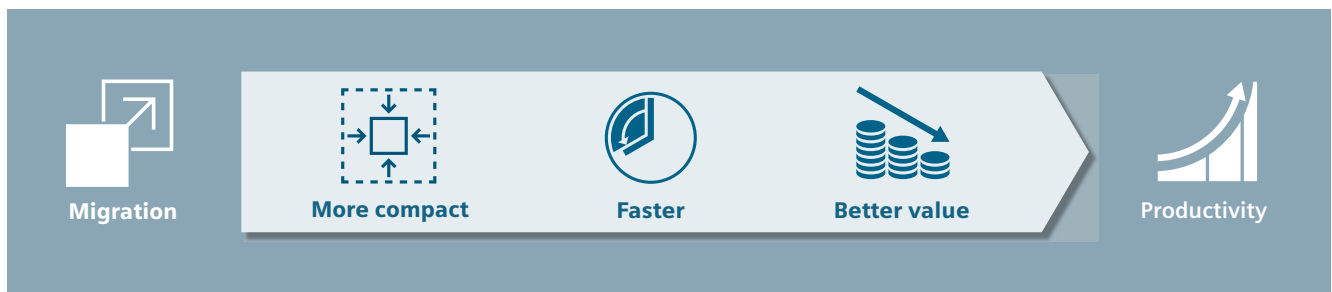 Migration
More compact
Faster
Better value
Productivity